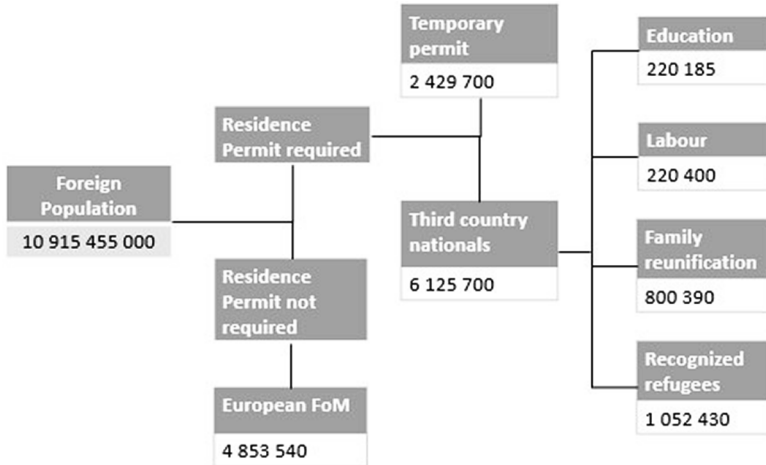 Foreign
Population
10 915 455 000
Residence
Permit required
Residence
Permit not
required
European FoM
4 853 540
Temporary
permit
2 429 700
Third country
nationals
6 125 700
Education
220 185
Labour
220 400
Family
reunification
800 390
Recognized
refugees
1 052 430